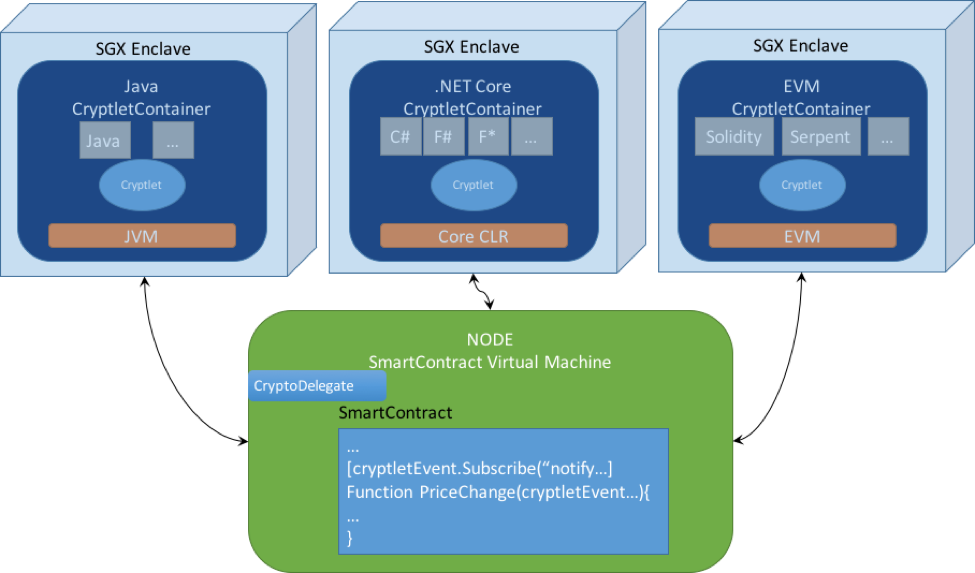 SGX Enclave
Java
CryptletContainer
Java
...
Cryptlet
JVM
SGX Enclave
.NET Core
CryptletContainer
C#
F#
F*
...
Cryptlet
Core CLR
SGX Enclave
EVM
CryptletContainer
Solidity
Serpent
...
Cryptlet
EVM
NODE
SmartContract Virtual Machine
CryptoDelegate
SmartContract
...
[cryptletEvent.Subscribe(“notify...]
Function PriceChange(cryptletEvent...){
...
}